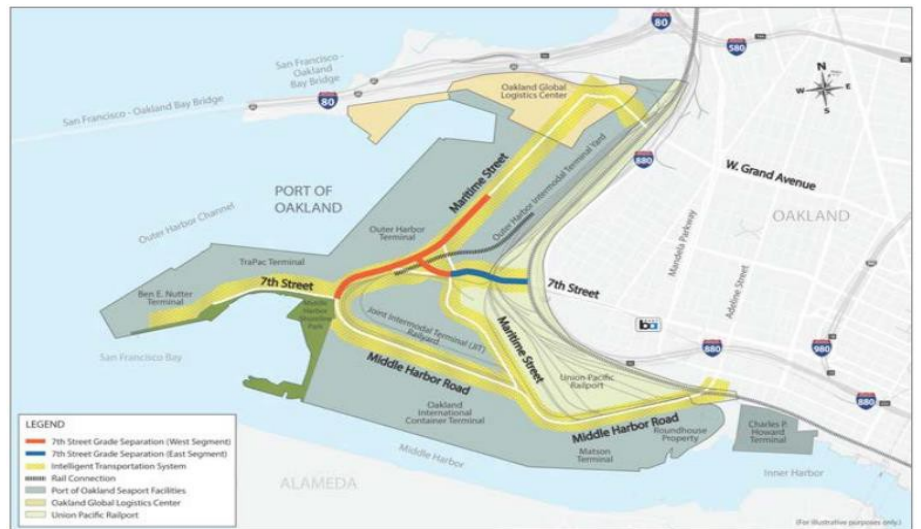 80
580
San Francisco -
Oakland
Bay Bridge
San Francisco - Oakland Bay Bridge
80
Oakland Global
Logistics Center
N
W
E
S
880
W. Grand Avenue
PORT OF
OAKLAND
Maritime Street
Outer Harbor Intermodal Terminal Yard
OAKLAND
Outer Harbor Channel
Outer Harbor
Terminal
Mandela Parkway
Adeline Street
TraPac Terminal
7th Street
7th Street
Ben E. Nutter
Terminal
Middle
Harbor
Shoreline
Park
Joint Intermodal Terminal (JIT)
Railyard
Maritime Street
San Francisco Bay
Middle Harbor Road
880
980
Union Pacific
Railport
880
Oakland
International
Container Terminal
Middle Harbor Road
Roundhouse
Property
Matson
Terminal
Charles P.
Howard
Terminal
Middle Harbor
Inner Harbor
ALAMEDA
LEGEND
7th Street Grade Separation (West Segment)
7th Street Grade Separation (East Segment)
Intelligent Transportation System
Rail Connection
Port of Oakland Seaport Facilities
Oakland Global Logistics Center
Union Pacific Railport
(For illustrative purposes only.)